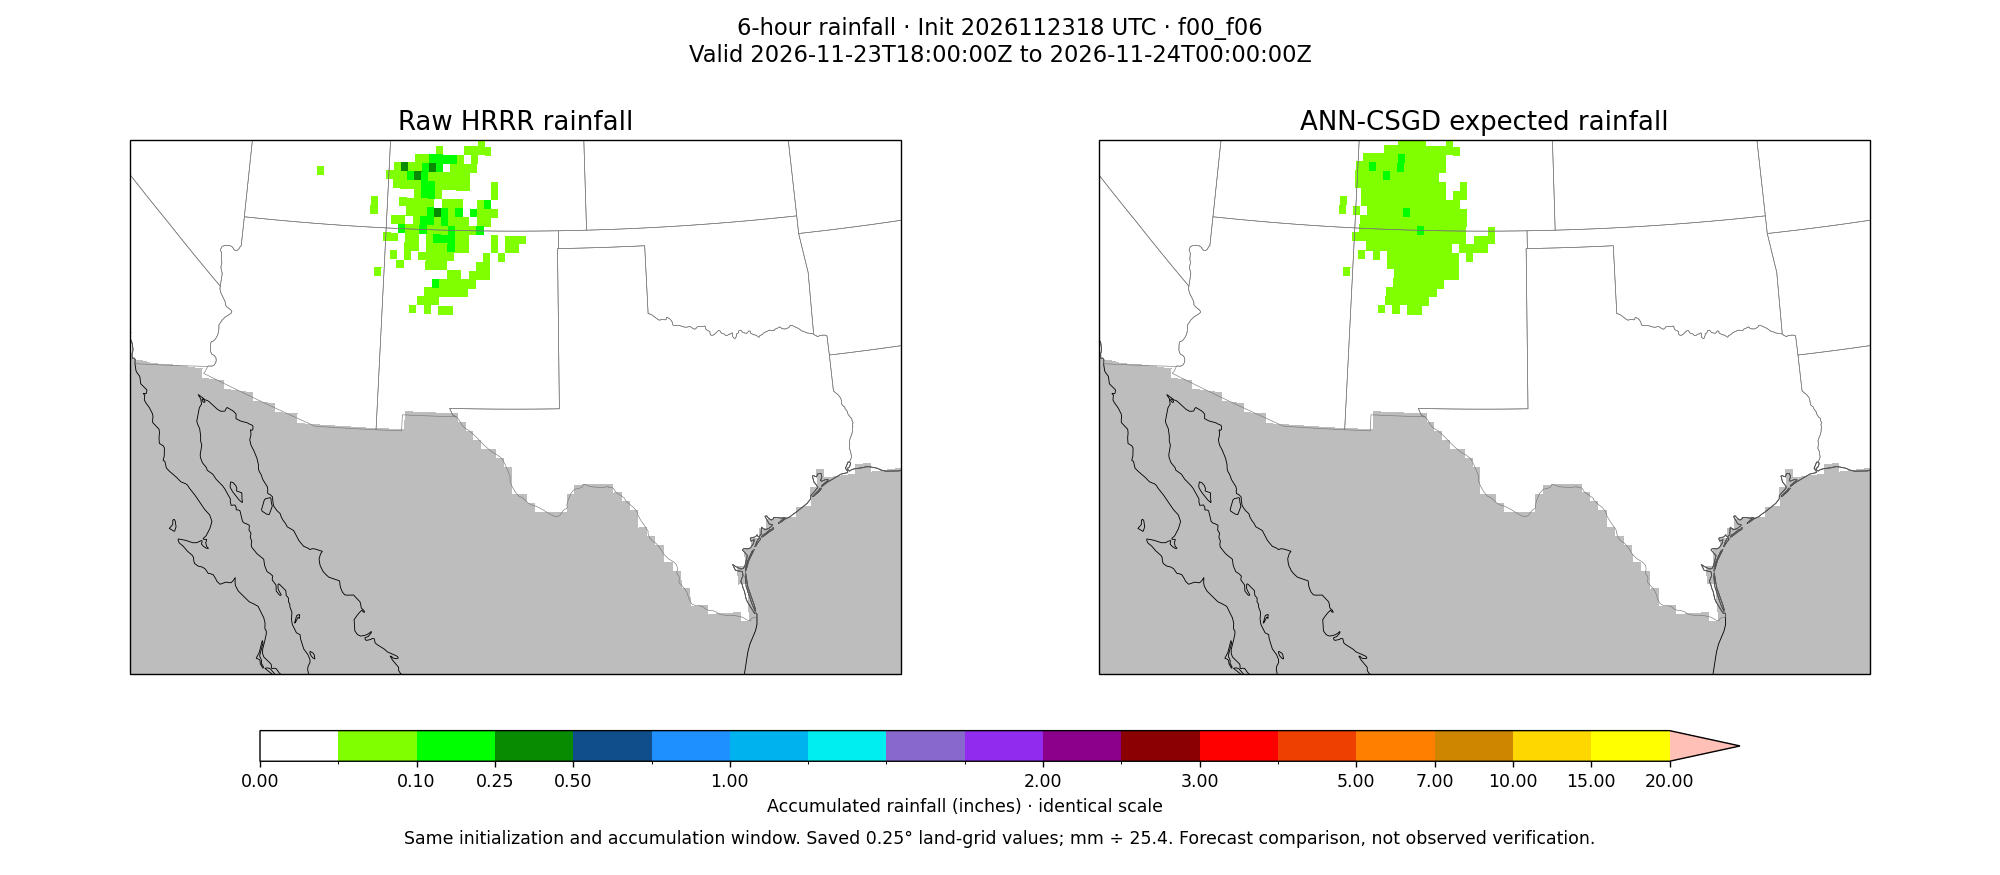 6-hour rainfall · Init 2026112318 UTC · f00_f06
Valid 2026-11-23T18:00:00Z to 2026-11-24T00:00:00Z
Raw HRRR rainfall
ANN-CSGD expected rainfall
0.00 0.10 0.25 0.50 1.00 2.00 3.00 5.00 7.00 10.00 15.00 20.00
Accumulated rainfall (inches) · identical scale
Same initialization and accumulation window. Saved 0.25° land-grid values; mm ÷ 25.4. Forecast comparison, not observed verification.